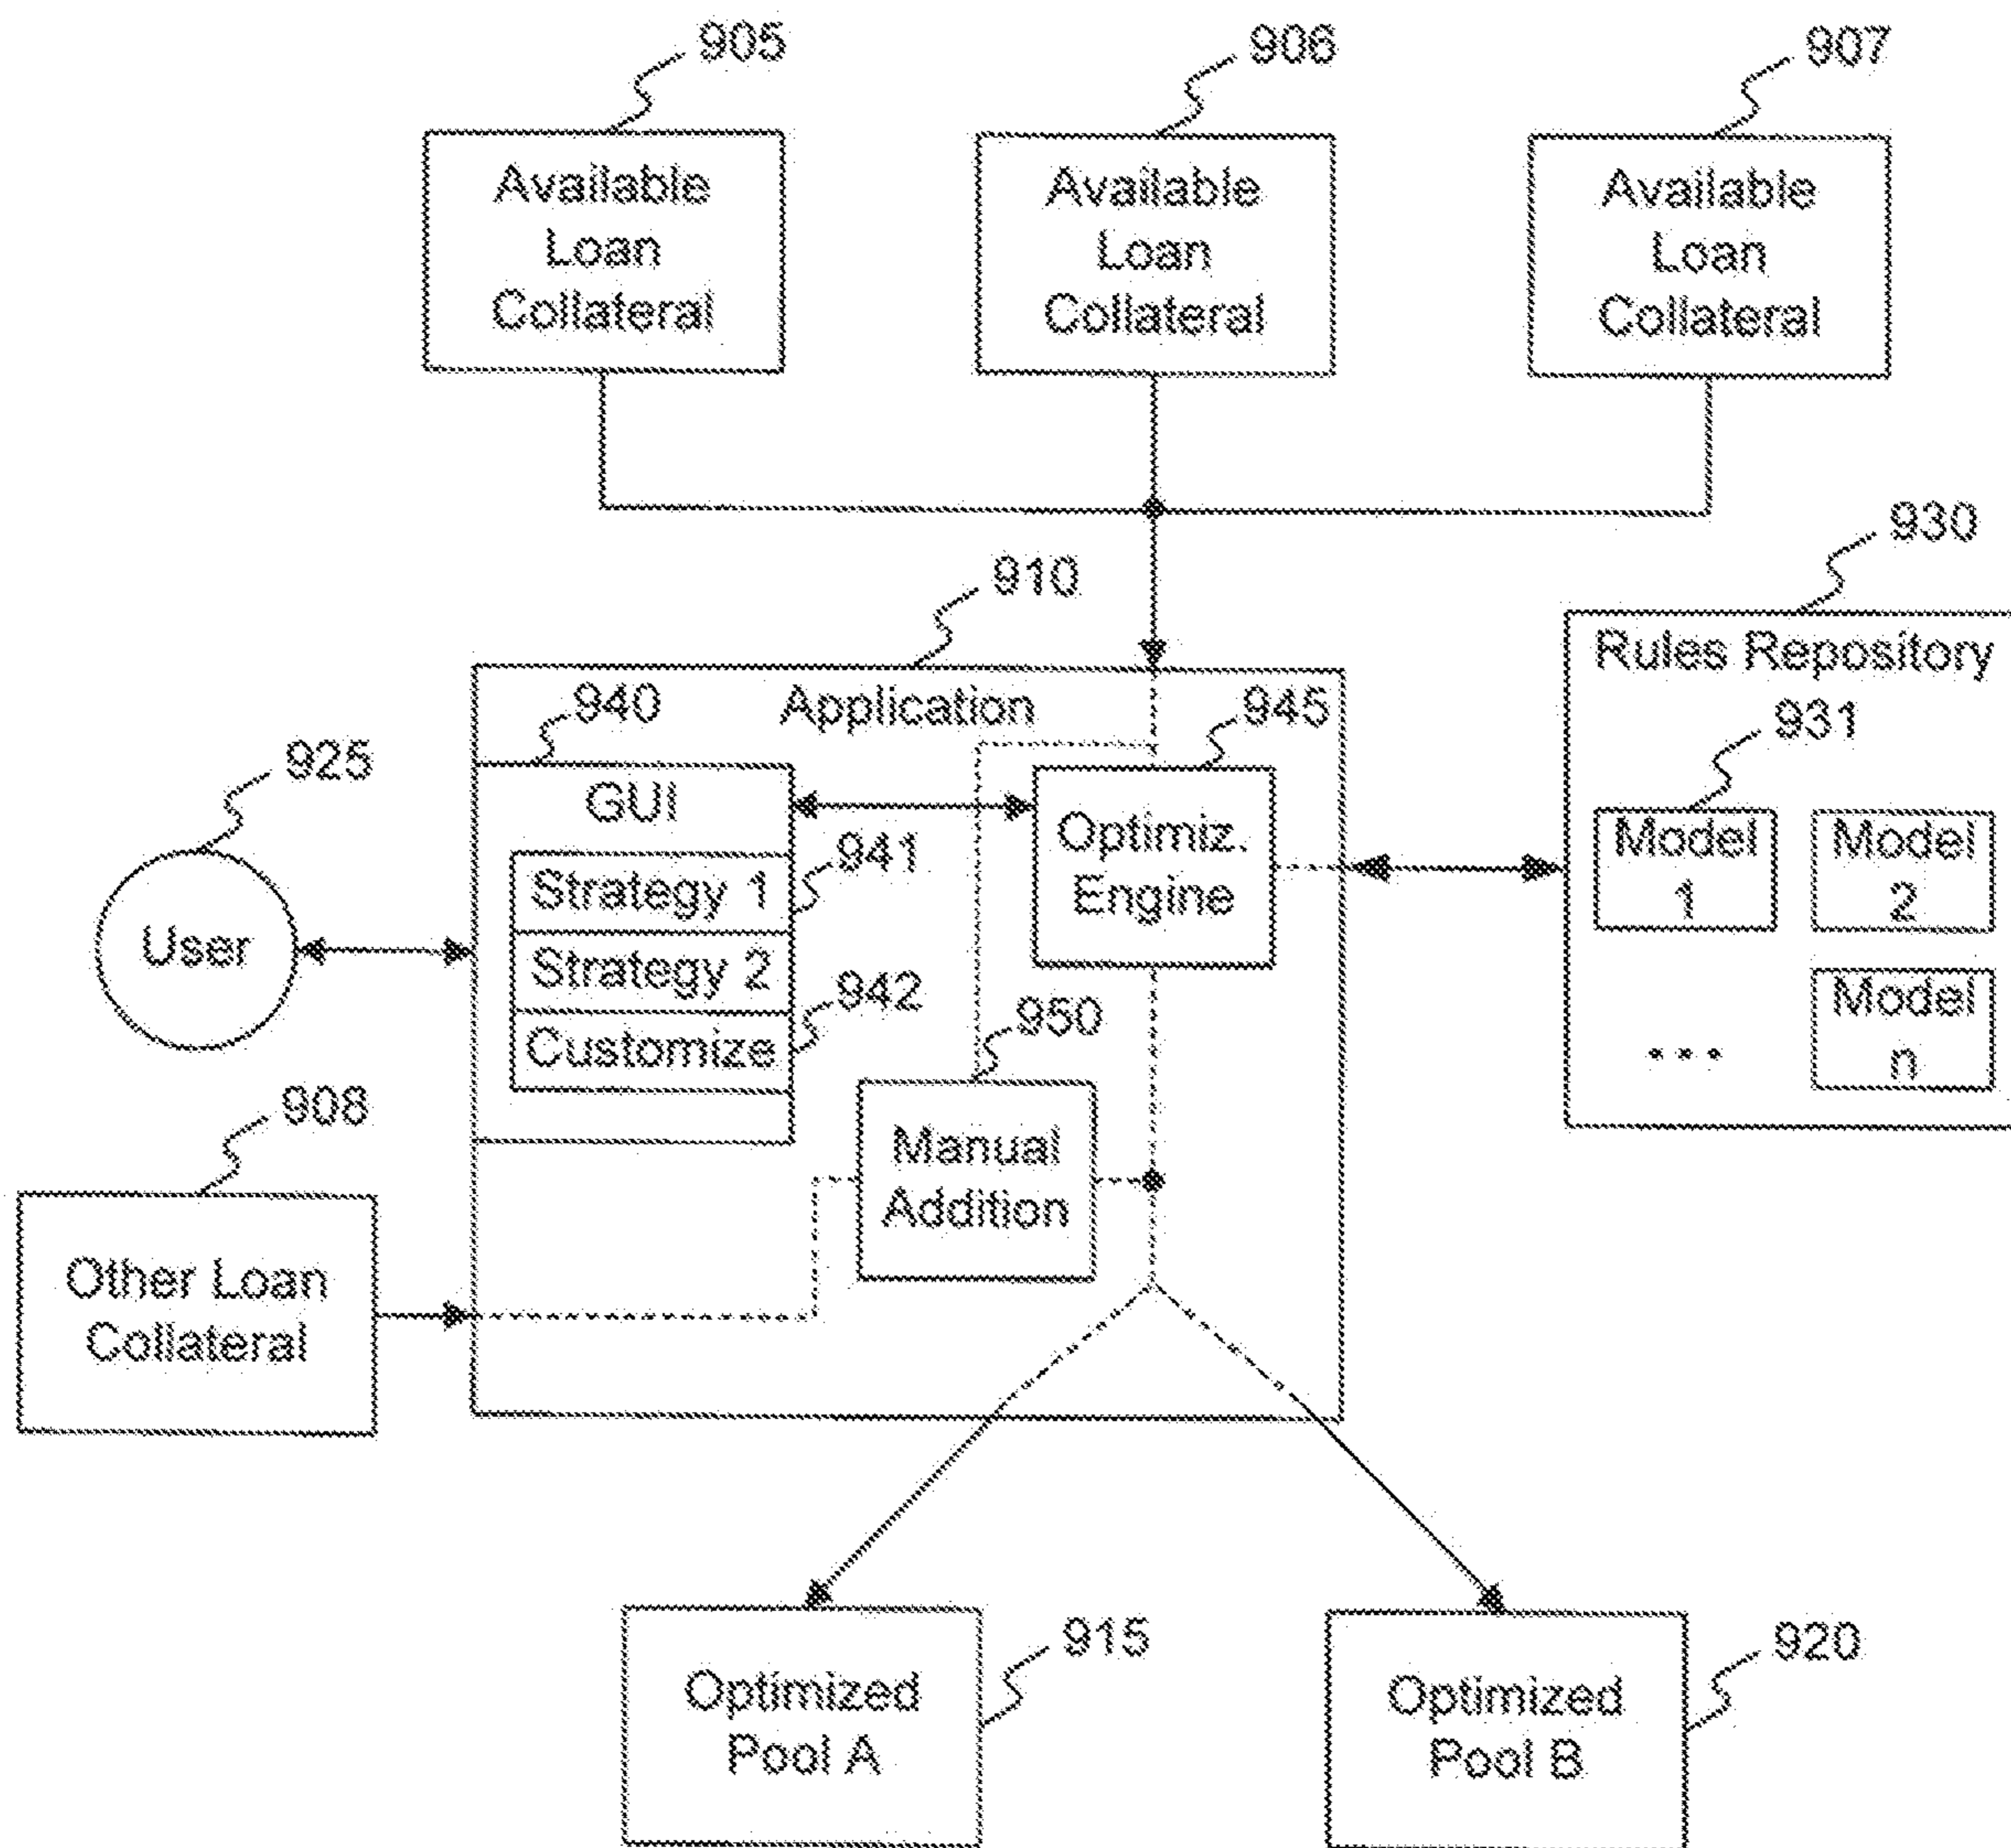 905
906
907
Available
Loan
Collateral
Available
Loan
Collateral
Available
Loan
Collateral
910
930
Rules Repository
931
Model
1
Model
2
...
Model
n
Application
940
945
GUI
941
Strategy 1
Strategy 2
942
Customize
Optimiz.
Engine
950
Manual
Addition
925
User
908
Other Loan
Collateral
915
Optimized
Pool A
920
Optimized
Pool B